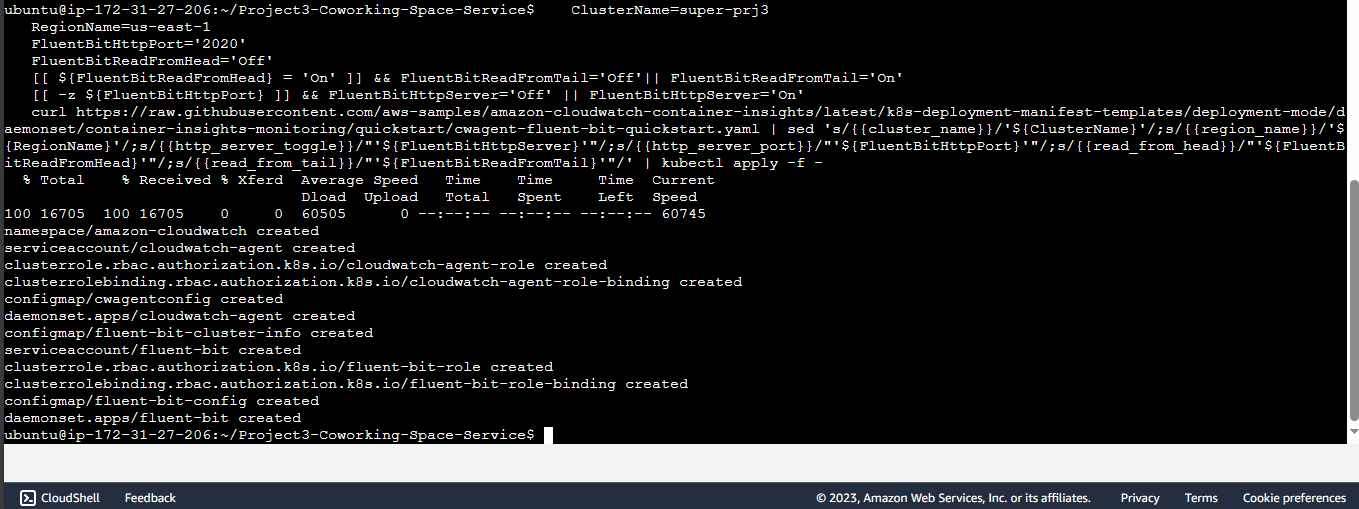 ubuntu@ip-172-31-27-206:~/Project3-Coworking-Space-Service$    ClusterName=super-prj3
   RegionName=us-east-1
   FluentBitHttpPort='2020'
   FluentBitReadFromHead='Off'
   [[ ${FluentBitReadFromHead} = 'On' ]] && FluentBitReadFromTail='Off'|| FluentBitReadFromTail='On'
   [[ -z ${FluentBitHttpPort} ]] && FluentBitHttpServer='Off' || FluentBitHttpServer='On'
   curl https://raw.githubusercontent.com/aws-samples/amazon-cloudwatch-container-insights/latest/k8s-deployment-manifest-templates/deployment-mode/d
aemonset/container-insights-monitoring/quickstart/cwagent-fluent-bit-quickstart.yaml | sed 's/{{cluster_name}}/'${ClusterName}'/;s/{{region_name}}/'$
{RegionName}'/;s/{{http_server_toggle}}/"'${FluentBitHttpServer}'"/;s/{{http_server_port}}/"'${FluentBitHttpPort}'"/;s/{{read_from_head}}/"'${FluentB
itReadFromHead}'"/;s/{{read_from_tail}}/"'${FluentBitReadFromTail}'"/' | kubectl apply -f -
  % Total    % Received % Xferd  Average Speed   Time    Time     Time  Current
                                 Dload  Upload   Total   Spent    Left  Speed
100 16705  100 16705    0     0  60505      0 --:--:-- --:--:-- --:--:-- 60745
namespace/amazon-cloudwatch created
serviceaccount/cloudwatch-agent created
clusterrole.rbac.authorization.k8s.io/cloudwatch-agent-role created
clusterrolebinding.rbac.authorization.k8s.io/cloudwatch-agent-role-binding created
configmap/cwagentconfig created
daemonset.apps/cloudwatch-agent created
configmap/fluent-bit-cluster-info created
serviceaccount/fluent-bit created
clusterrole.rbac.authorization.k8s.io/fluent-bit-role created
clusterrolebinding.rbac.authorization.k8s.io/fluent-bit-role-binding created
configmap/fluent-bit-config created
daemonset.apps/fluent-bit created
ubuntu@ip-172-31-27-206:~/Project3-Coworking-Space-Service$
CloudShell Feedback © 2023, Amazon Web Services, Inc. or its affiliates. Privacy Terms Cookie preferences